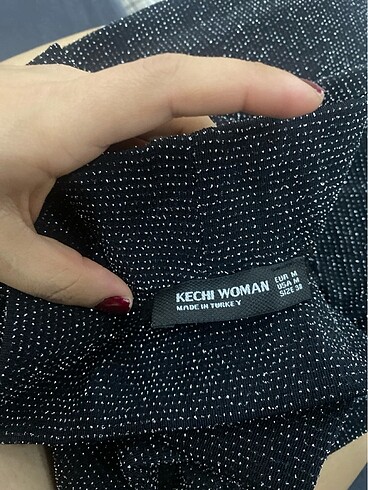 KECHI WOMAN
MADE IN TURKEY
EUR M
USA M
SIZE 38